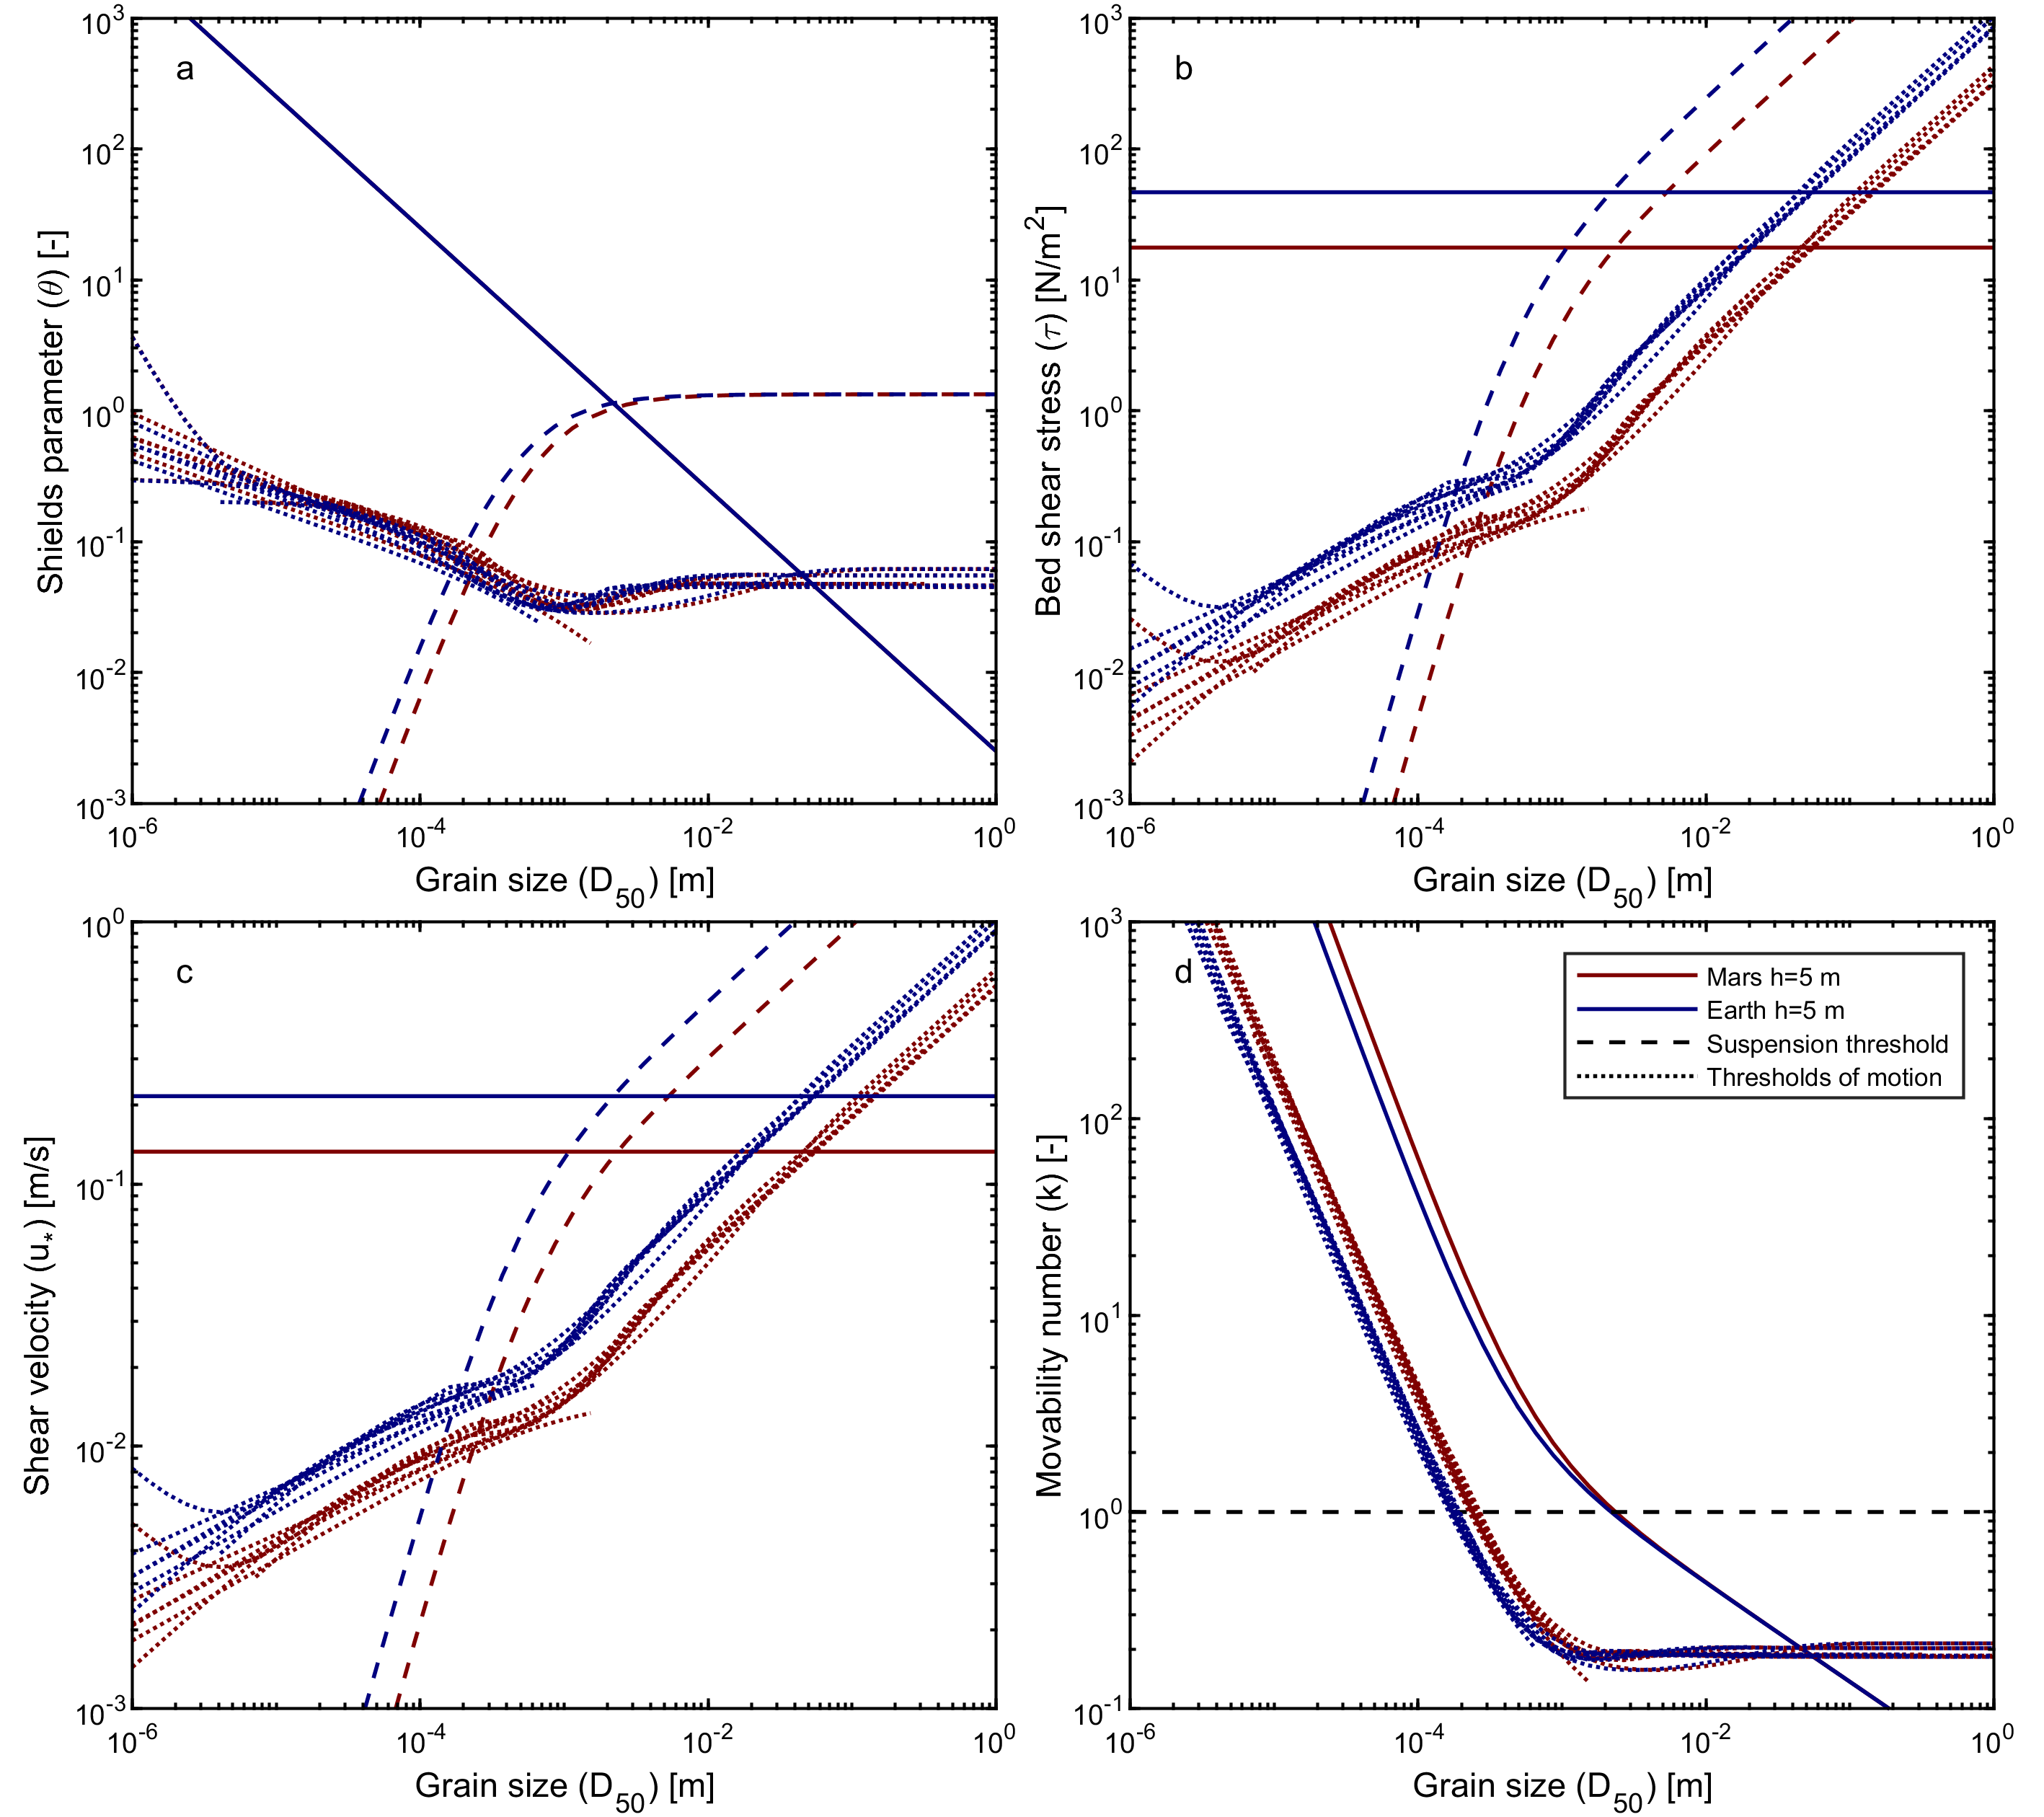 a
10^3
10^2
10^1
10^0
10^-1
10^-2
10^-3
Shields parameter (θ) [-]
10^-6
10^-4
10^-2
10^0
Grain size (D_50) [m]
b
10^3
10^2
10^1
10^0
10^-1
10^-2
10^-3
Bed shear stress (τ) [N/m^2]
10^-6
10^-4
10^-2
10^0
Grain size (D_50) [m]
c
10^0
10^-1
10^-2
10^-3
Shear velocity (u_*) [m/s]
10^-6
10^-4
10^-2
10^0
Grain size (D_50) [m]
d
10^3
10^2
10^1
10^0
10^-1
Movability number (k) [-]
Mars h=5 m
Earth h=5 m
Suspension threshold
Thresholds of motion
10^-6
10^-4
10^-2
10^0
Grain size (D_50) [m]